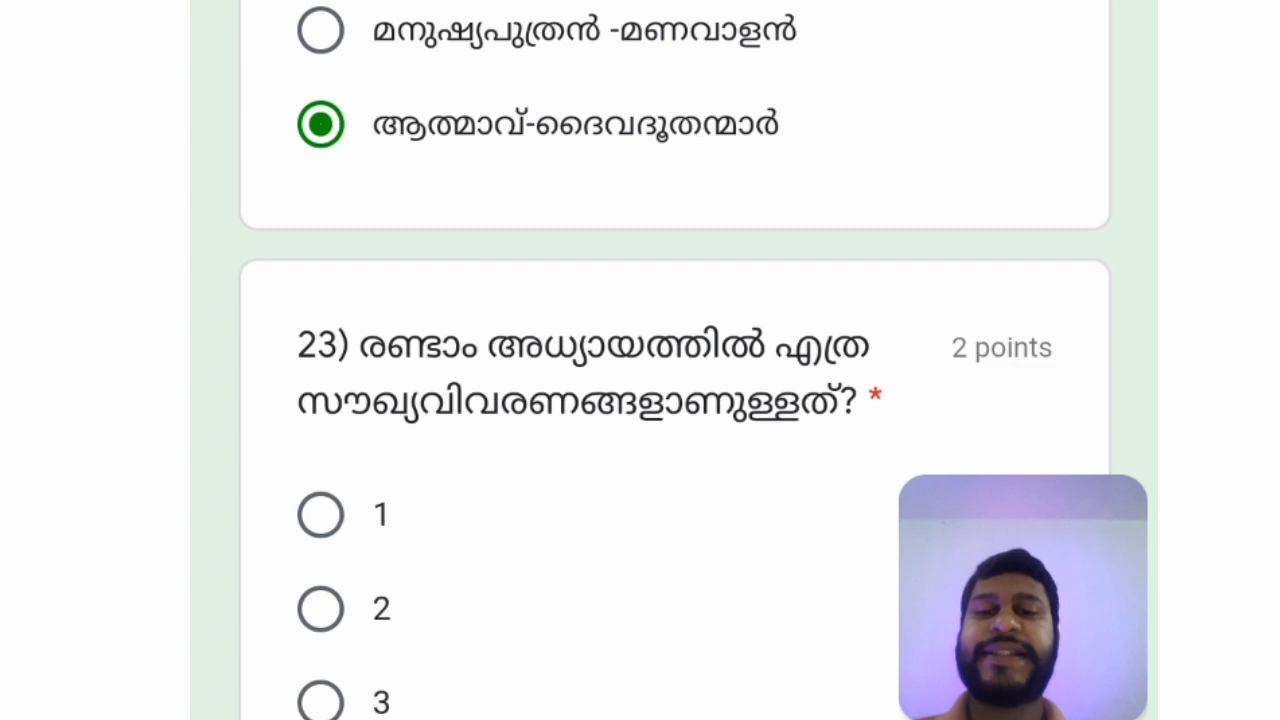 മനുഷ്യപുത്രൻ -മണവാളൻ
ആത്മാവ്-ദൈവദൂതന്മാർ
23) രണ്ടാം അധ്യായത്തിൽ എത്ര
2 points
സൗഖ്യവിവരണങ്ങളാണുള്ളത്? *
1
2
3